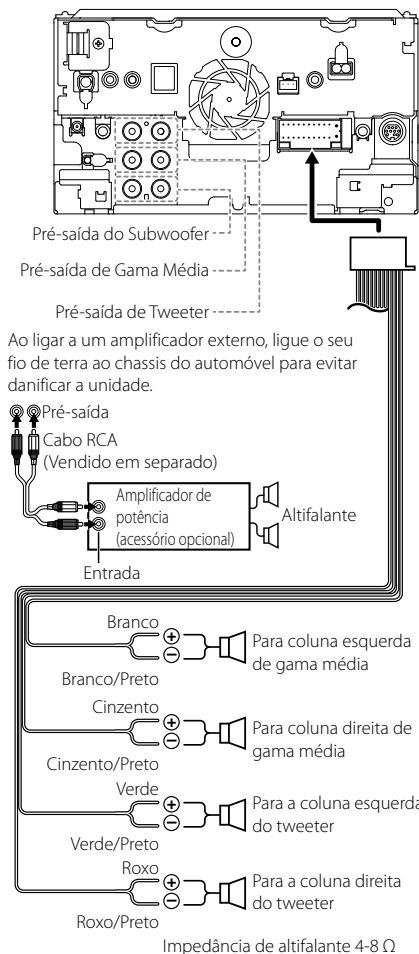 Pré-saída do Subwoofer
Pré-saída de Gama Média
Pré-saída de Tweeter
Ao ligar a um amplificador externo, ligue o seu
fio de terra ao chassis do automóvel para evitar
danificar a unidade.
Pré-saída
Cabo RCA
(Vendido em separado)
Amplificador de
potência
(acessório opcional)
Altifalante
Entrada
Branco
⊕
⊖
Branco/Preto
Para coluna esquerda
de gama média
Cinzento
⊕
⊖
Cinzento/Preto
Para coluna direita de
gama média
Verde
⊕
⊖
Verde/Preto
Para a coluna esquerda
do tweeter
Roxo
⊕
⊖
Roxo/Preto
Para a coluna direita
do tweeter
Impedância de altifalante 4-8 Ω